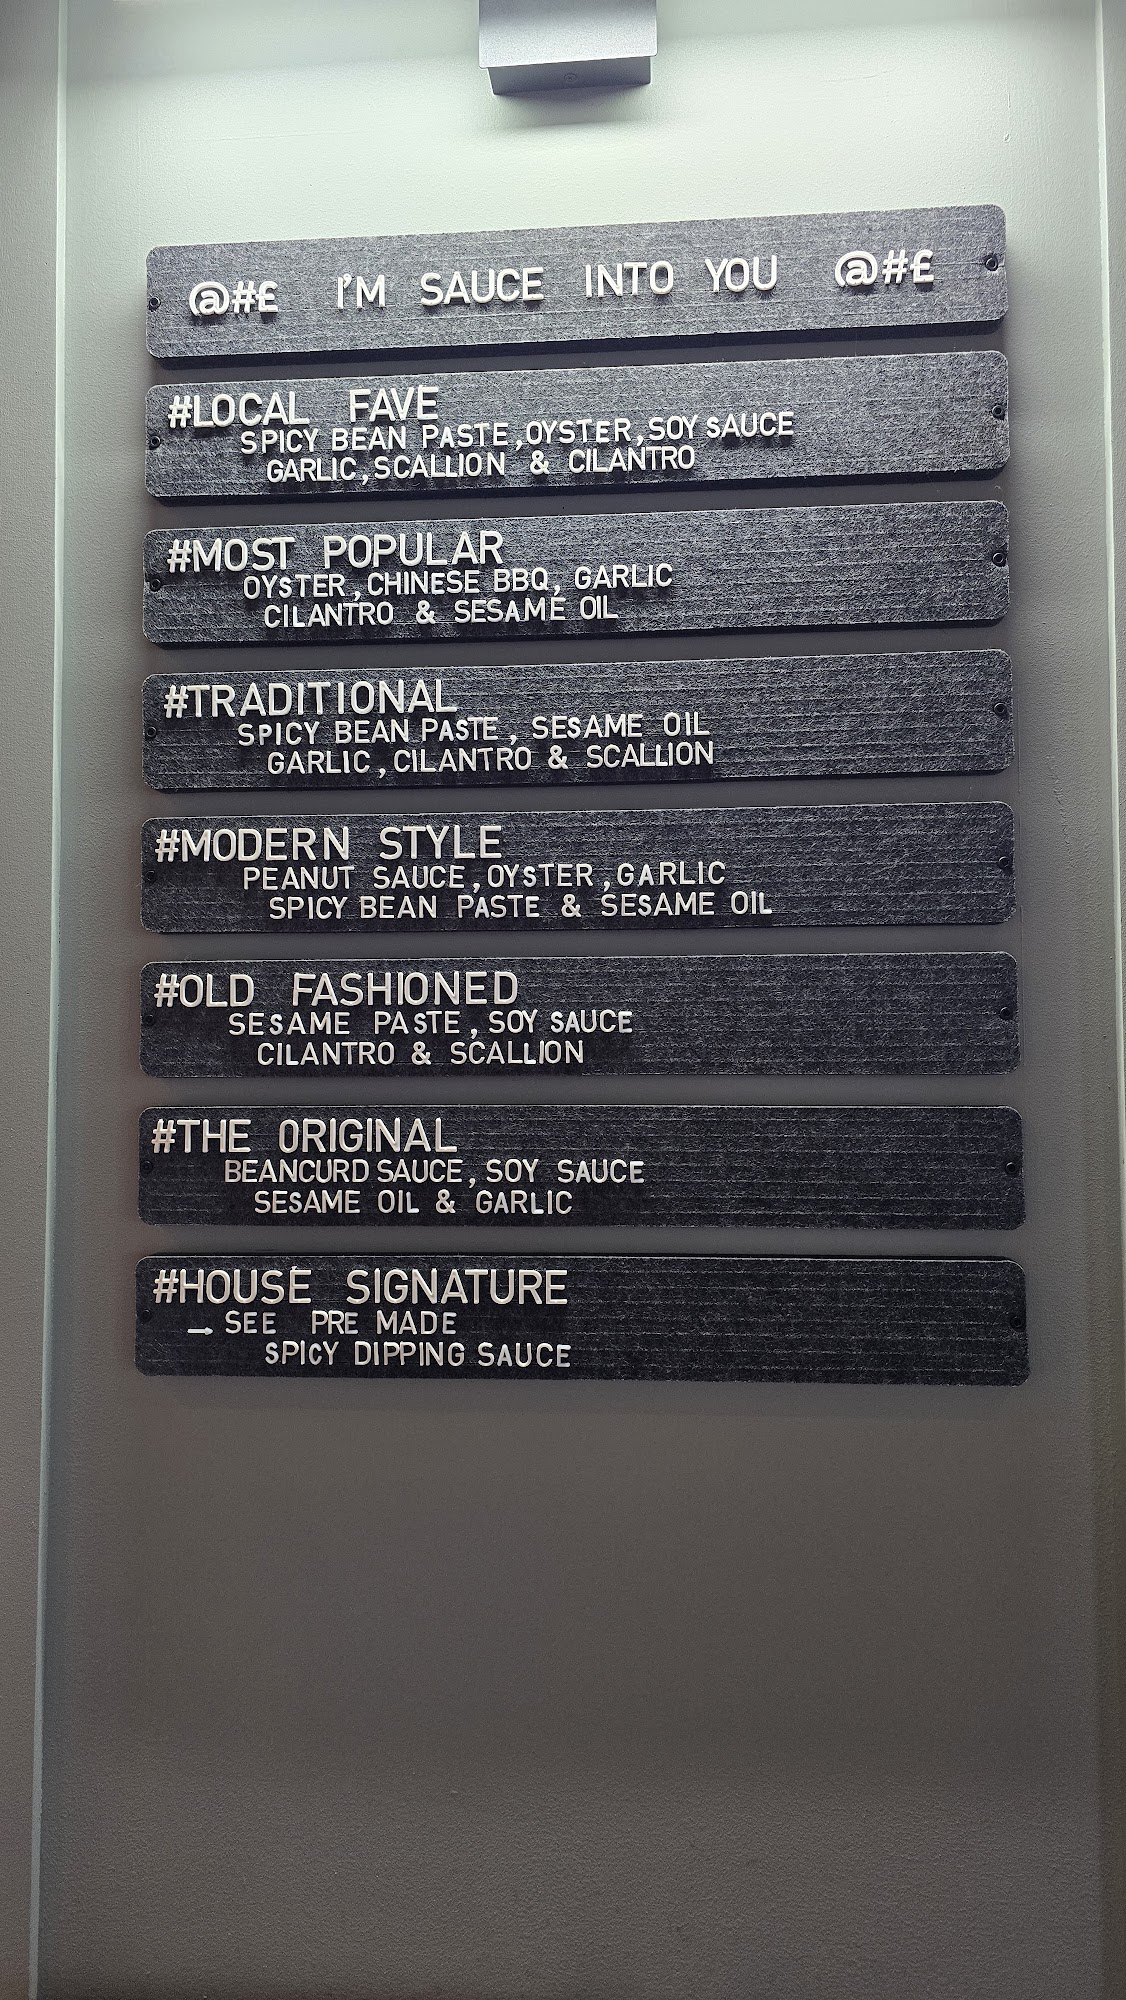 @#£ I'M SAUCE INTO YOU @#£
#LOCAL FAVE
SPICY BEAN PASTE, OYSTER, SOY SAUCE
GARLIC, SCALLION & CILANTRO
#MOST POPULAR
OYSTER, CHINESE BBQ, GARLIC
CILANTRO & SESAME OIL
#TRADITIONAL
SPICY BEAN PASTE, SESAME OIL
GARLIC, CILANTRO & SCALLION
#MODERN STYLE
PEANUT SAUCE, OYSTER, GARLIC
SPICY BEAN PASTE & SESAME OIL
#OLD FASHIONED
SESAME PASTE, SOY SAUCE
CILANTRO & SCALLION
#THE ORIGINAL
BEANCURD SAUCE, SOY SAUCE
SESAME OIL & GARLIC
#HOUSE SIGNATURE
→ SEE PRE MADE
SPICY DIPPING SAUCE